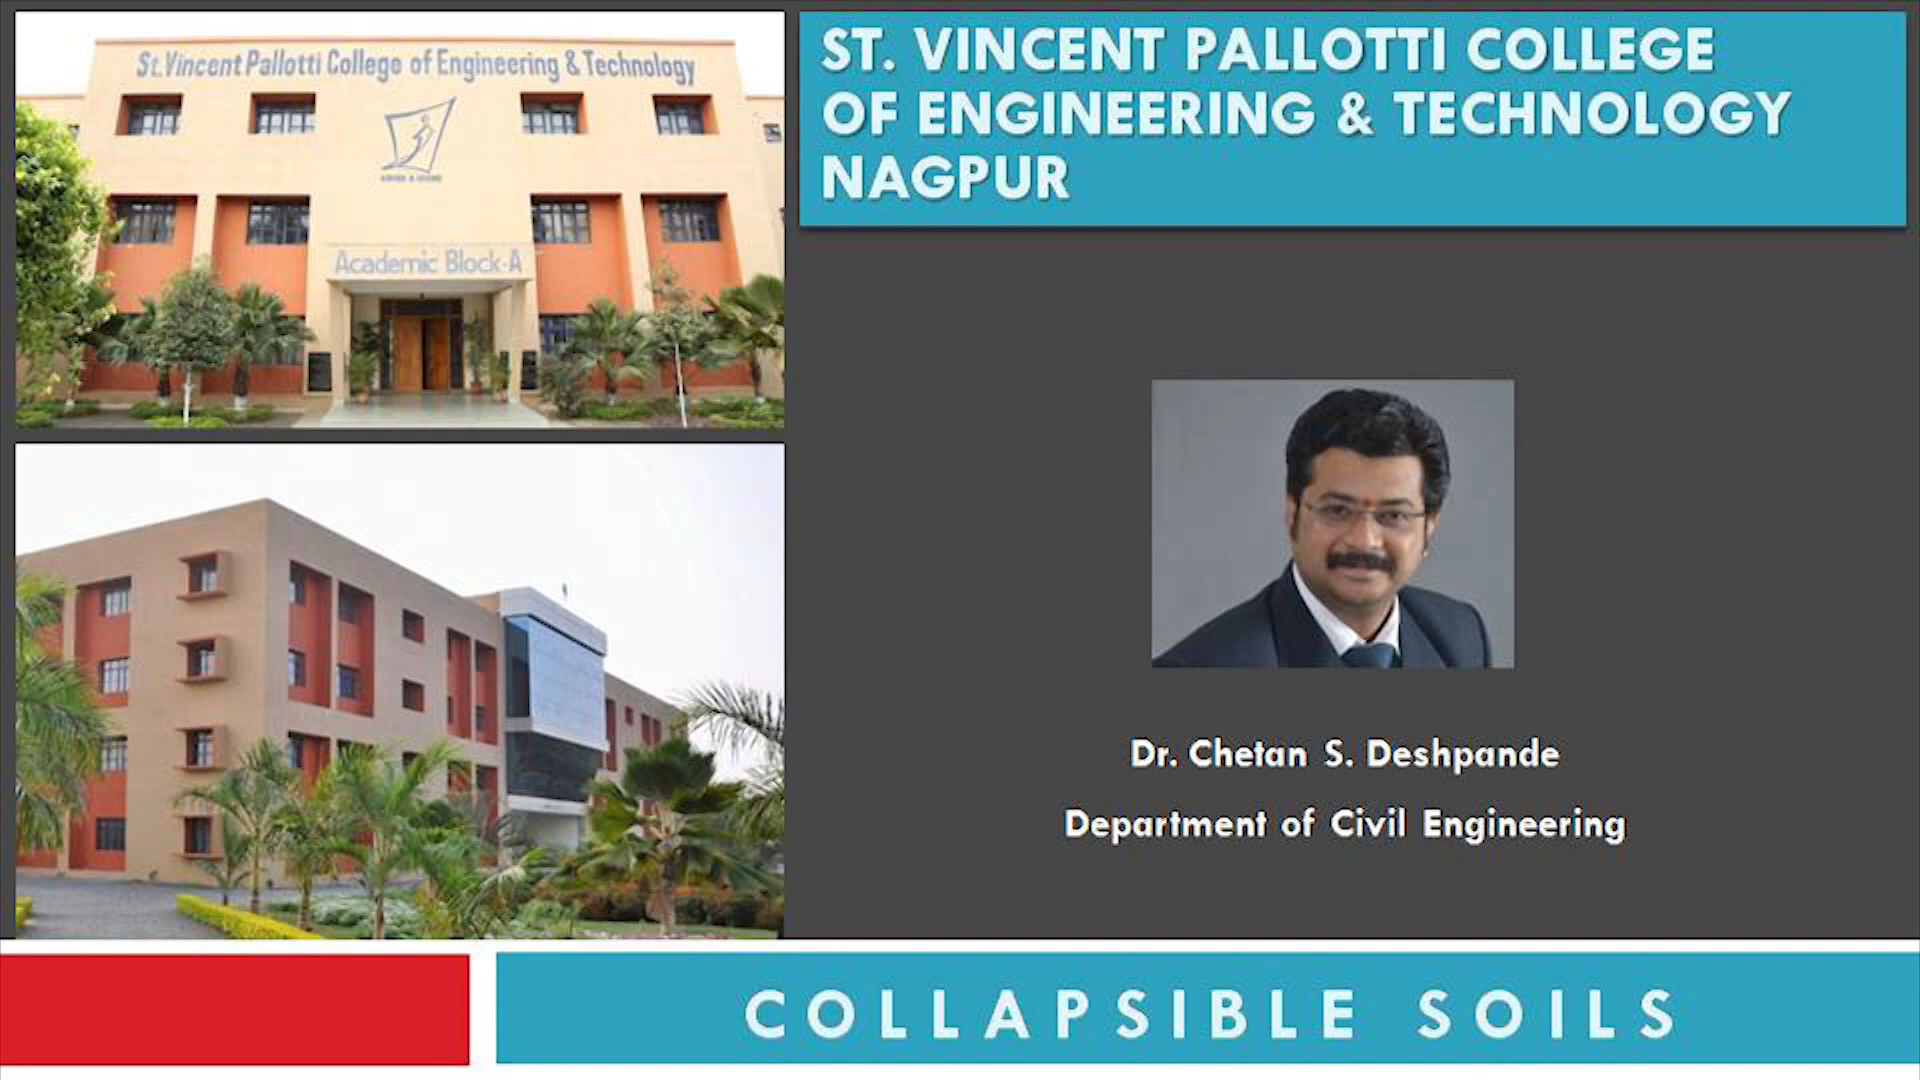 St.Vincent Pallotti College of Engineering & Technology
Academic Block-A
ST. VINCENT PALLOTTI COLLEGE
OF ENGINEERING & TECHNOLOGY
NAGPUR
Dr. Chetan S. Deshpande
Department of Civil Engineering
COLLAPSIBLE SOILS